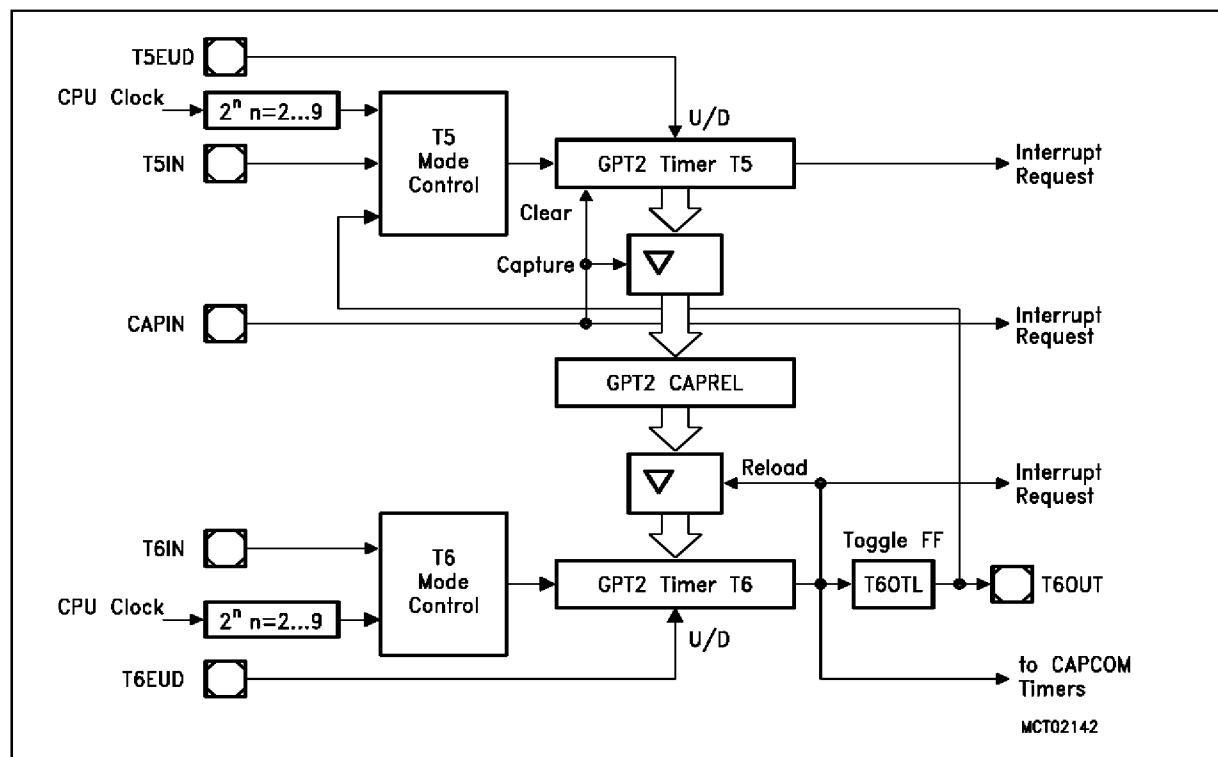 T5EUD
CPU Clock
2ⁿ n=2...9
U/D
T5IN
T5
Mode
Control
GPT2 Timer T5
Interrupt
Request
Clear
Capture
CAPIN
Interrupt
Request
GPT2 CAPREL
Reload
Interrupt
Request
T6IN
T6
Mode
Control
Toggle FF
GPT2 Timer T6
T6OTL
T6OUT
CPU Clock
2ⁿ n=2...9
U/D
T6EUD
to CAPCOM
Timers
MCT02142